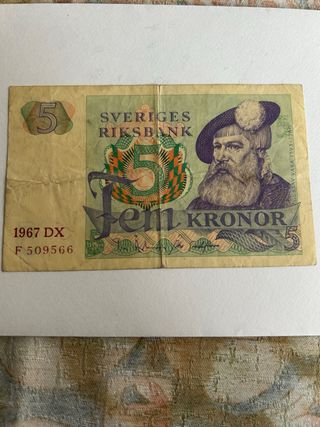 5
SVERIGES
RIKSBANK
5
Fem KRONOR
1967 DX
F 509566
5